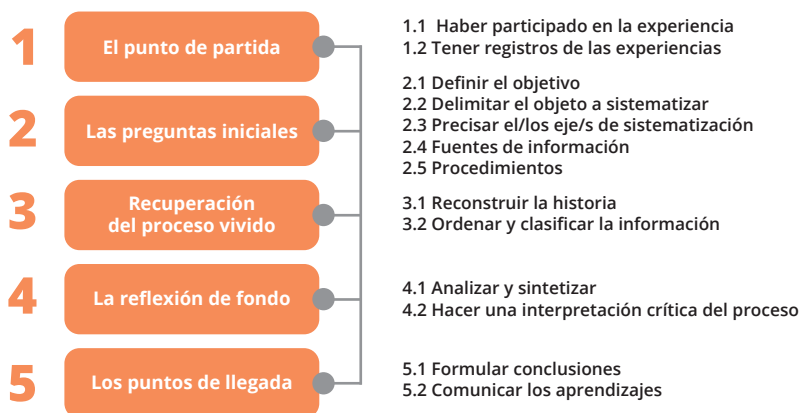 1
El punto de partida
1.1 Haber participado en la experiencia
1.2 Tener registros de las experiencias
2
Las preguntas iniciales
2.1 Definir el objetivo
2.2 Delimitar el objeto a sistematizar
2.3 Precisar el/los eje/s de sistematización
2.4 Fuentes de información
2.5 Procedimientos
3
Recuperación
del proceso vivido
3.1 Reconstruir la historia
3.2 Ordenar y clasificar la información
4
La reflexión de fondo
4.1 Analizar y sintetizar
4.2 Hacer una interpretación crítica del proceso
5
Los puntos de llegada
5.1 Formular conclusiones
5.2 Comunicar los aprendizajes